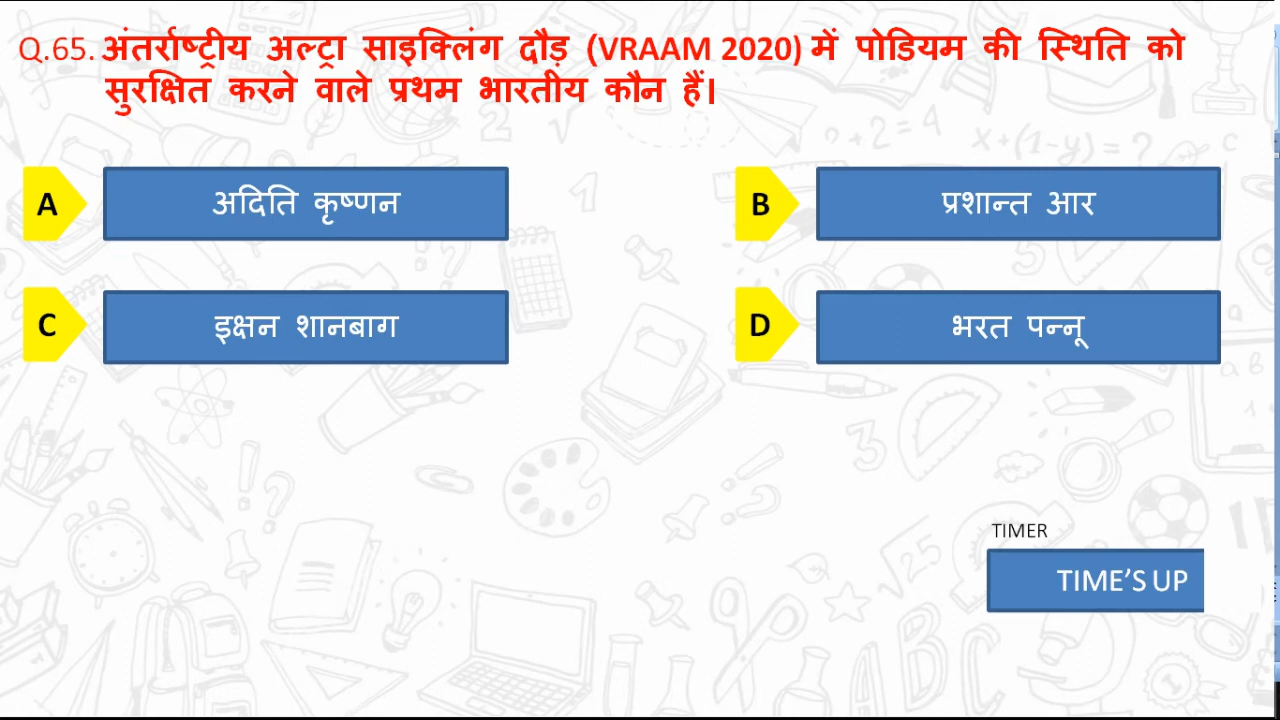 Q.65. अंतर्राष्ट्रीय अल्ट्रा साइक्लिंग दौड़ (VRAAM 2020) में पोडियम की स्थिति को
सुरक्षित करने वाले प्रथम भारतीय कौन हैं।
A अदिति कृष्णन
B प्रशान्त आर
C इक्षन शानबाग
D भरत पन्नू
TIMER
TIME'S UP